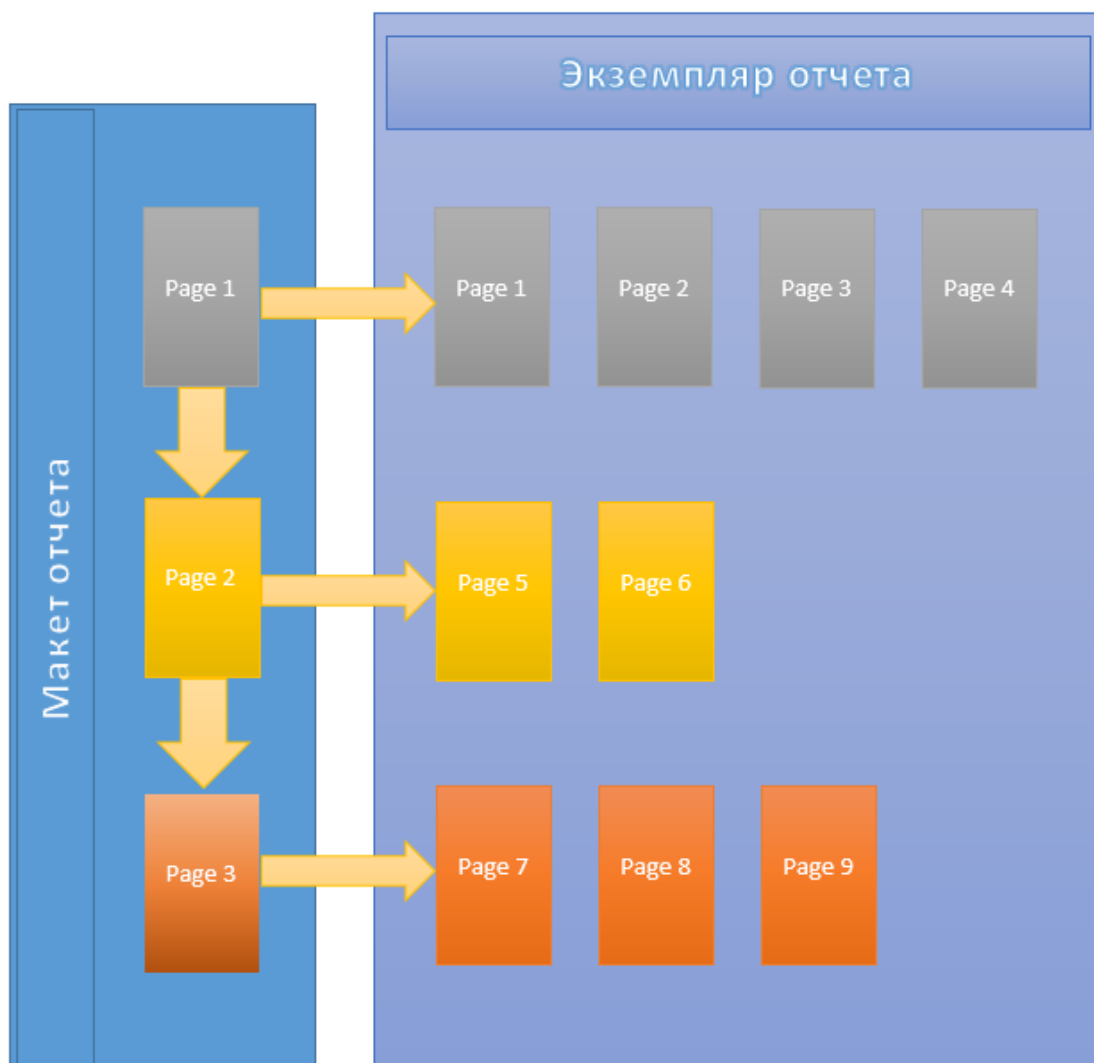 Экземпляр отчета
Макет отчета
Page 1
Page 1
Page 2
Page 3
Page 4
Page 2
Page 5
Page 6
Page 3
Page 7
Page 8
Page 9